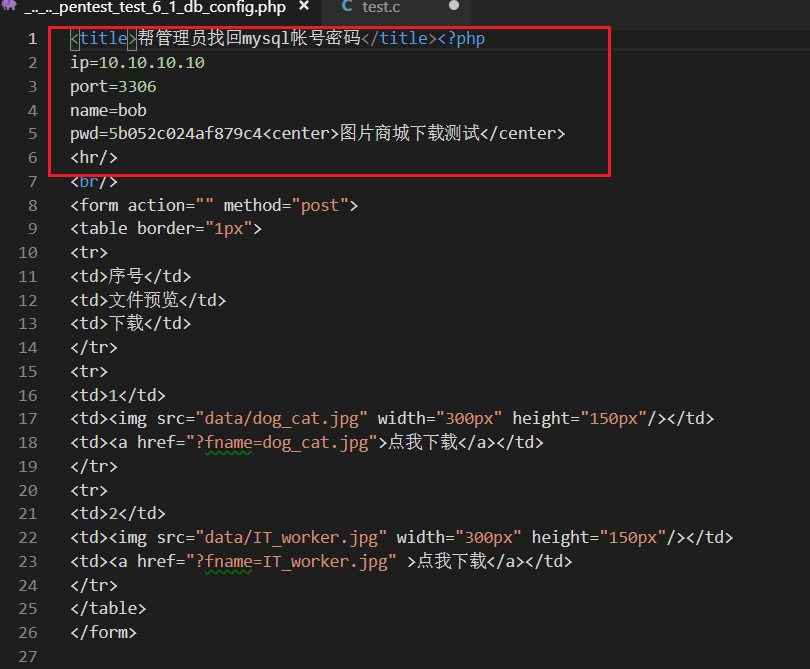 _.._.._pentest_test_6_1_db_config.php × C test.c ●
1 <title>帮管理员找回mysql帐号密码</title><?php
2 ip=10.10.10.10
3 port=3306
4 name=bob
5 pwd=5b052c024af879c4<center>图片商城下载测试</center>
6 <hr/>
7 <br/>
8 <form action="" method="post">
9 <table border="1px">
10 <tr>
11 <td>序号</td>
12 <td>文件预览</td>
13 <td>下载</td>
14 </tr>
15 <tr>
16 <td>1</td>
17 <td><img src="data/dog_cat.jpg" width="300px" height="150px"/></td>
18 <td><a href="?fname=dog_cat.jpg">点我下载</a></td>
19 </tr>
20 <tr>
21 <td>2</td>
22 <td><img src="data/IT_worker.jpg" width="300px" height="150px"/></td>
23 <td><a href="?fname=IT_worker.jpg" >点我下载</a></td>
24 </tr>
25 </table>
26 </form>
27